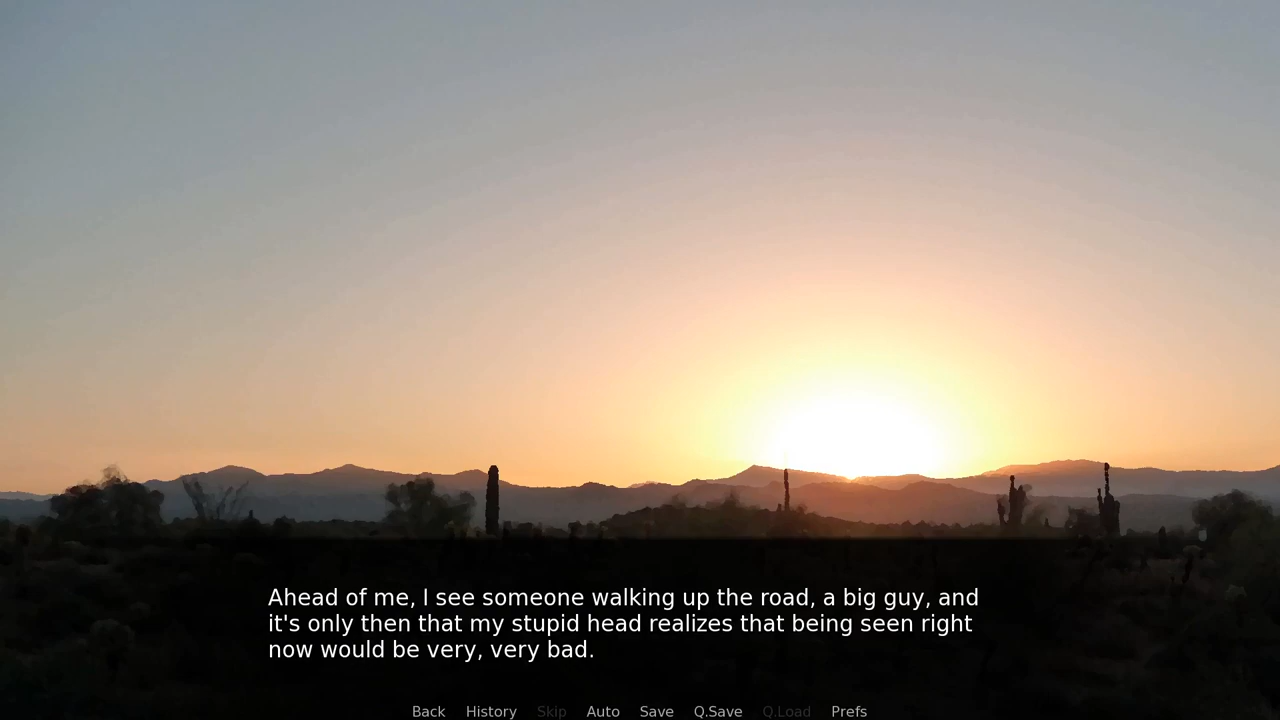 Ahead of me, I see someone walking up the road, a big guy, and
it's only then that my stupid head realizes that being seen right
now would be very, very bad.
Back History Skip Auto Save Q.Save Q.Load Prefs